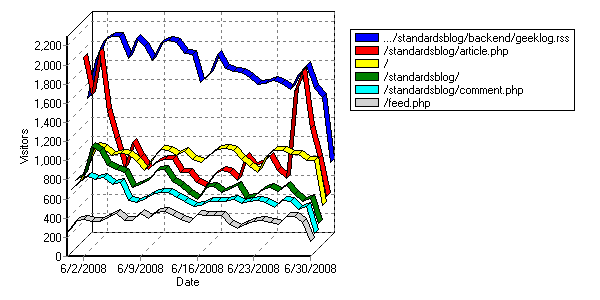 2,200
2,000
1,800
1,600
1,400
1,200
1,000
800
600
400
200
0
Visitors
6/2/2008 6/9/2008 6/16/2008 6/23/2008 6/30/2008
Date
.../standardsblog/backend/geeklog.rss
/standardsblog/article.php
/
/standardsblog/
/standardsblog/comment.php
/feed.php